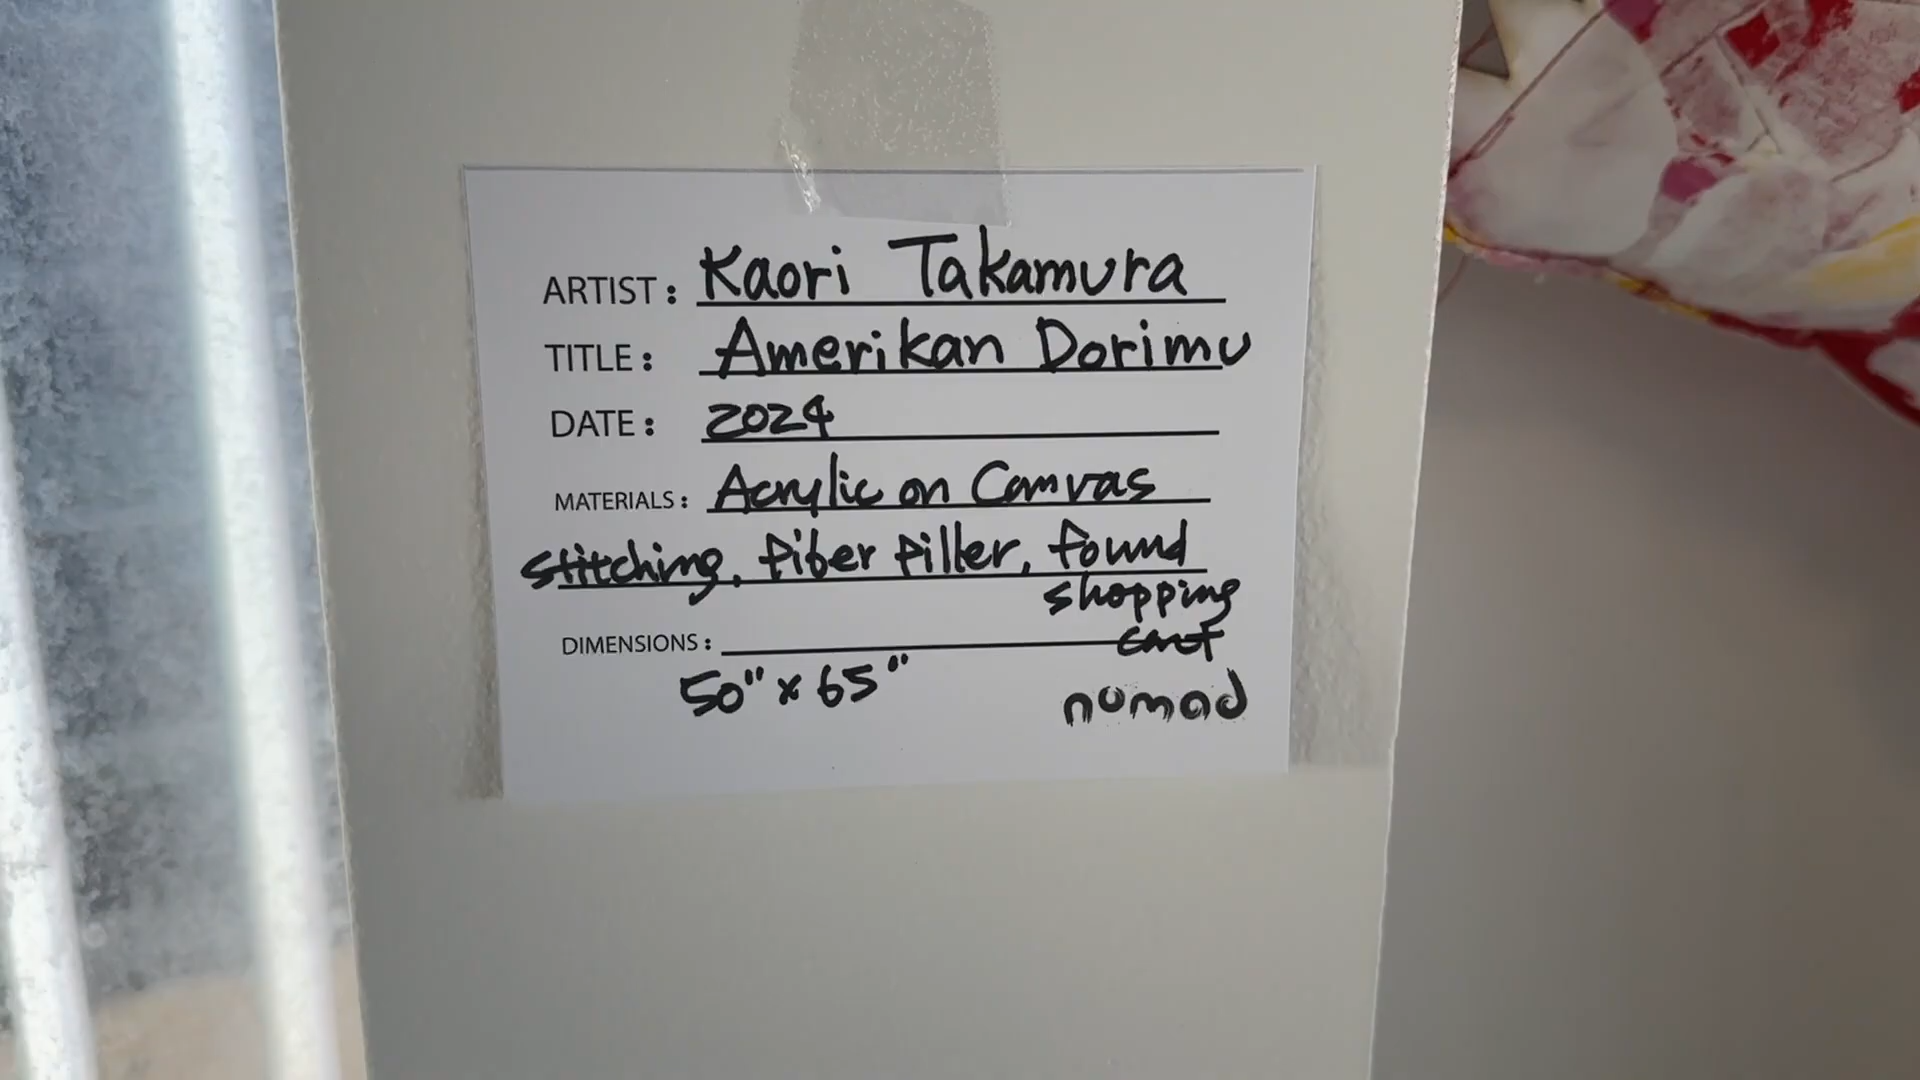 ARTIST: Kaori Takamura
TITLE: Amerikan Dorimu
DATE: 2024
MATERIALS: Acrylic on Canvas
stitching, fiber filler, found
shopping
cart
DIMENSIONS:
50" x 65"
nomad